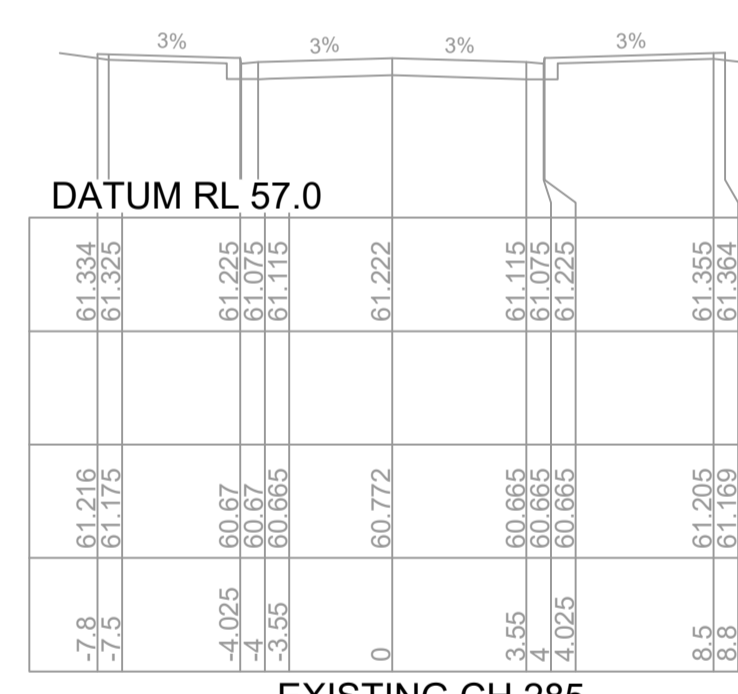 3% 3% 3% 3%
DATUM RL 57.0
61.334 61.325 61.225 61.075 61.115 61.222 61.115 61.075 61.225 61.355 61.364
61.216 61.175 60.67 60.67 60.665 60.772 60.665 60.665 60.665 61.205 61.169
-7.8 -7.5 -4.025 -4 -3.55 0 3.55 4 4.025 8.5 8.8
EXISTING CH 285